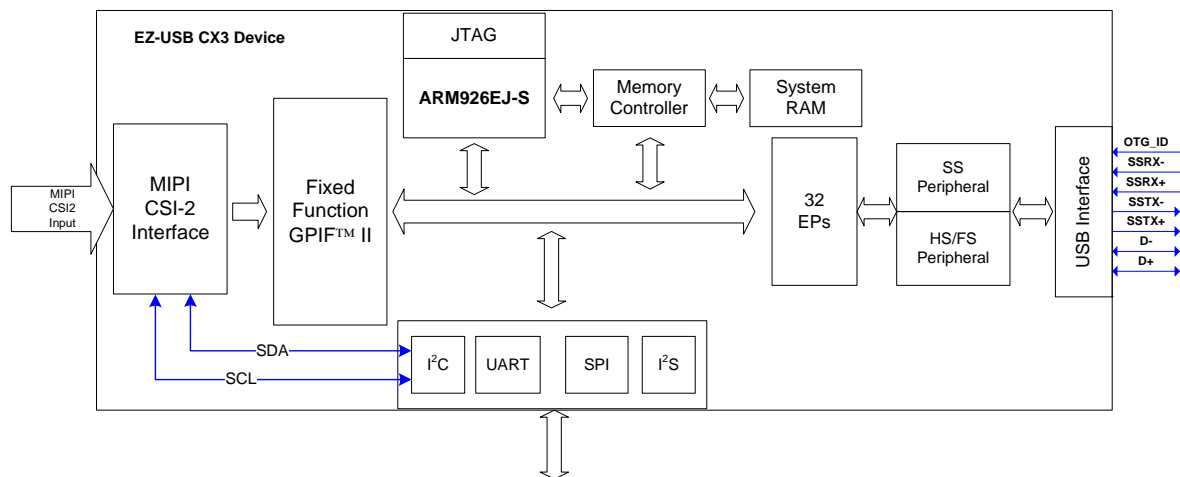 EZ-USB CX3 Device
JTAG
ARM926EJ-S
Memory
Controller
System
RAM
MIPI
CSI2
Input
MIPI
CSI-2
Interface
Fixed
Function
GPIF™ II
32
EPs
SS
Peripheral
HS/FS
Peripheral
USB Interface
OTG_ID
SSRX-
SSRX+
SSTX-
SSTX+
D-
D+
SDA
SCL
I²C
UART
SPI
I²S